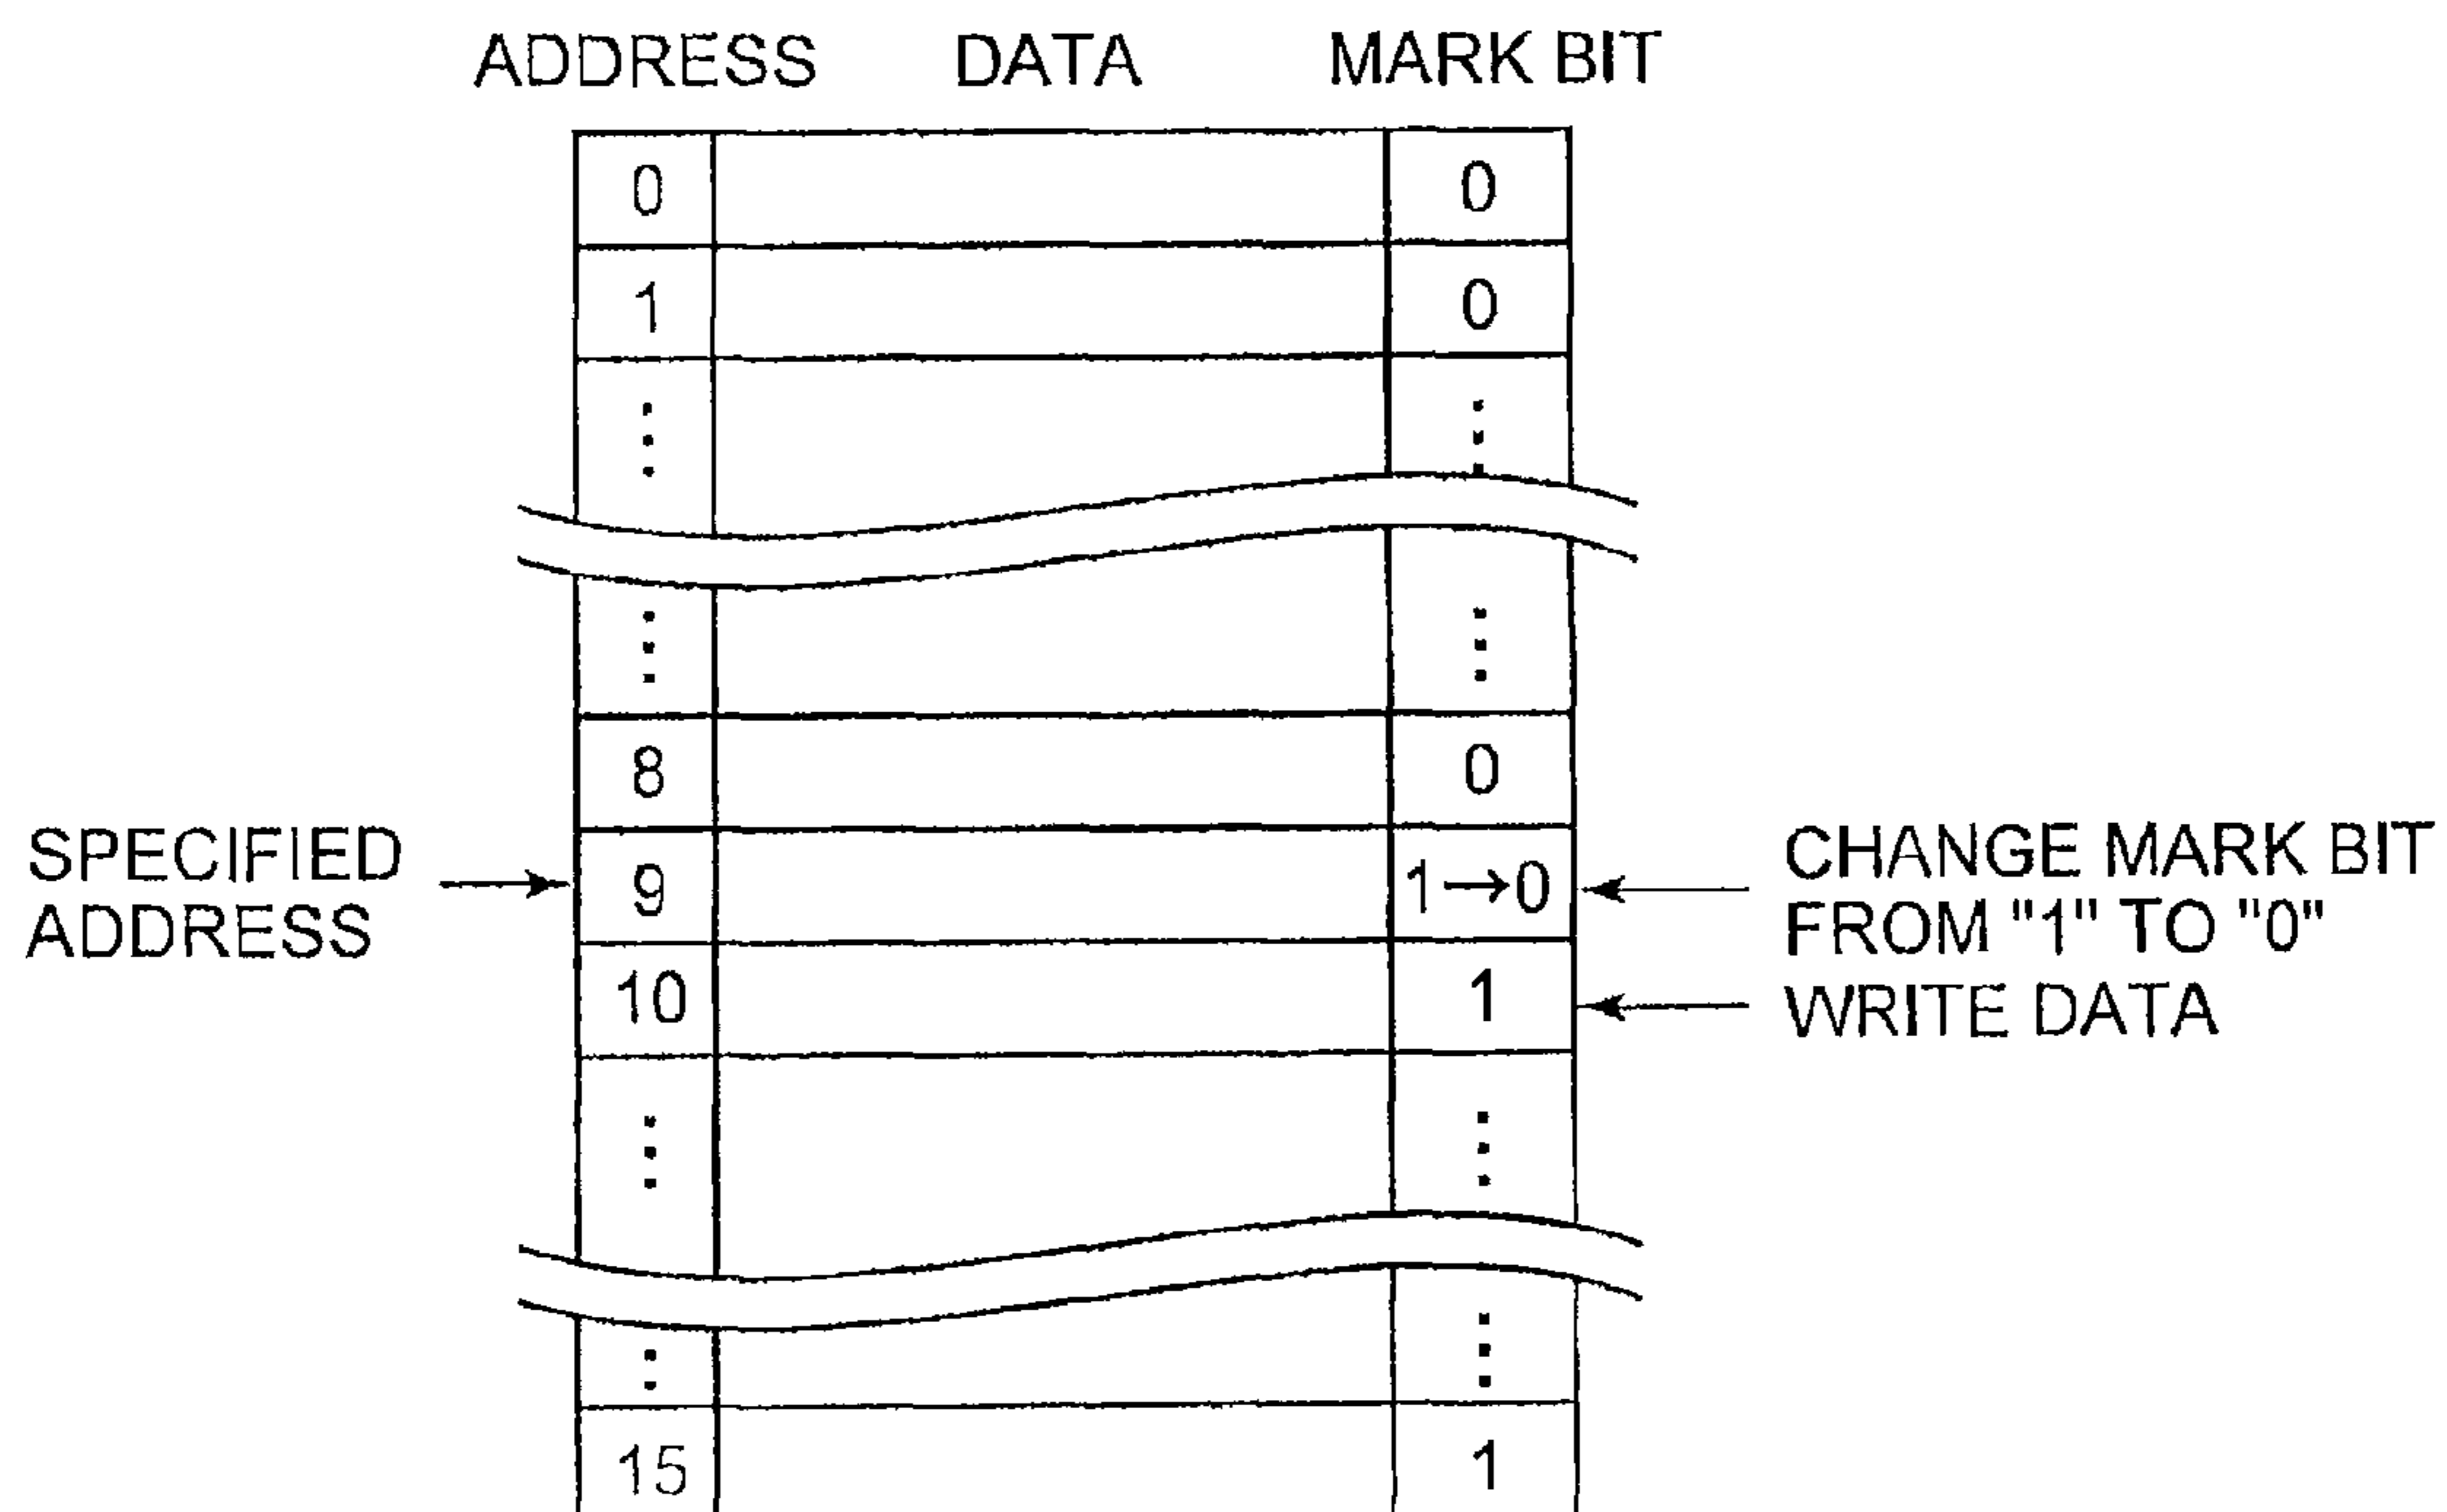 ADDRESS DATA MARK BIT
0 0
1 0
8 0
SPECIFIED
ADDRESS
9 1→0
CHANGE MARK BIT
FROM "1" TO "0"
10 1
WRITE DATA
15 1